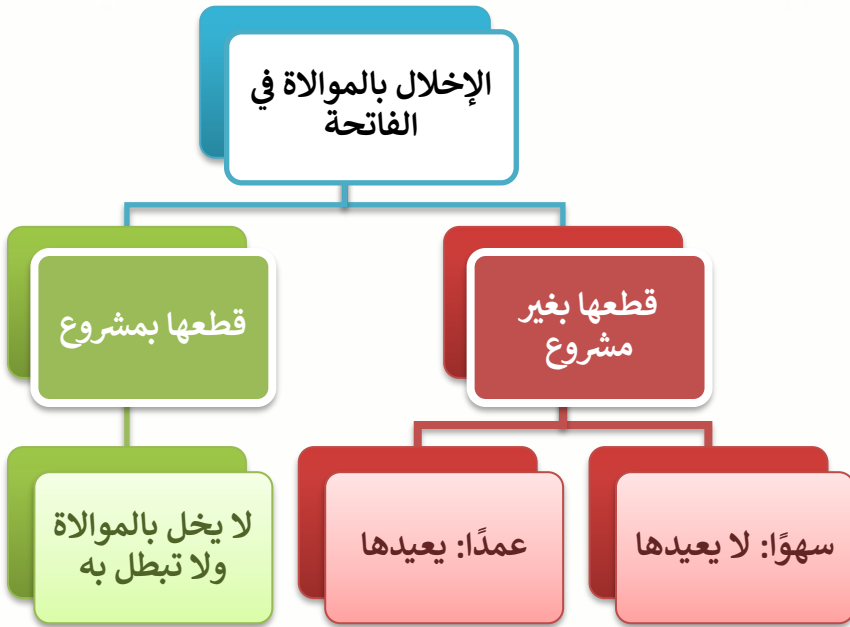 الإخلال بالموالاة في
الفاتحة
قطعها بغير
مشروع
قطعها بمشروع
سهوًا: لا يعيدها
عمدًا: يعيدها
لا يخل بالموالاة
ولا تبطل به